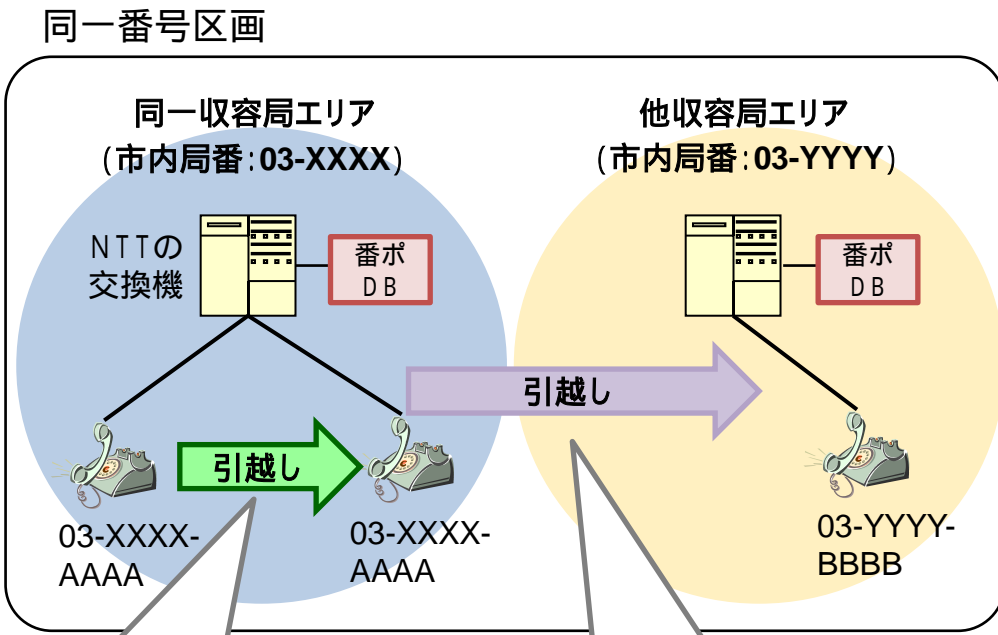 同一番号区画
同一収容局エリア
(市内局番:03-XXXX)
他収容局エリア
(市内局番:03-YYYY)
NTTの
交換機
番ポ
DB
番ポ
DB
引越し
引越し
03-XXXX-
AAAA
03-XXXX-
AAAA
03-YYYY-
BBBB